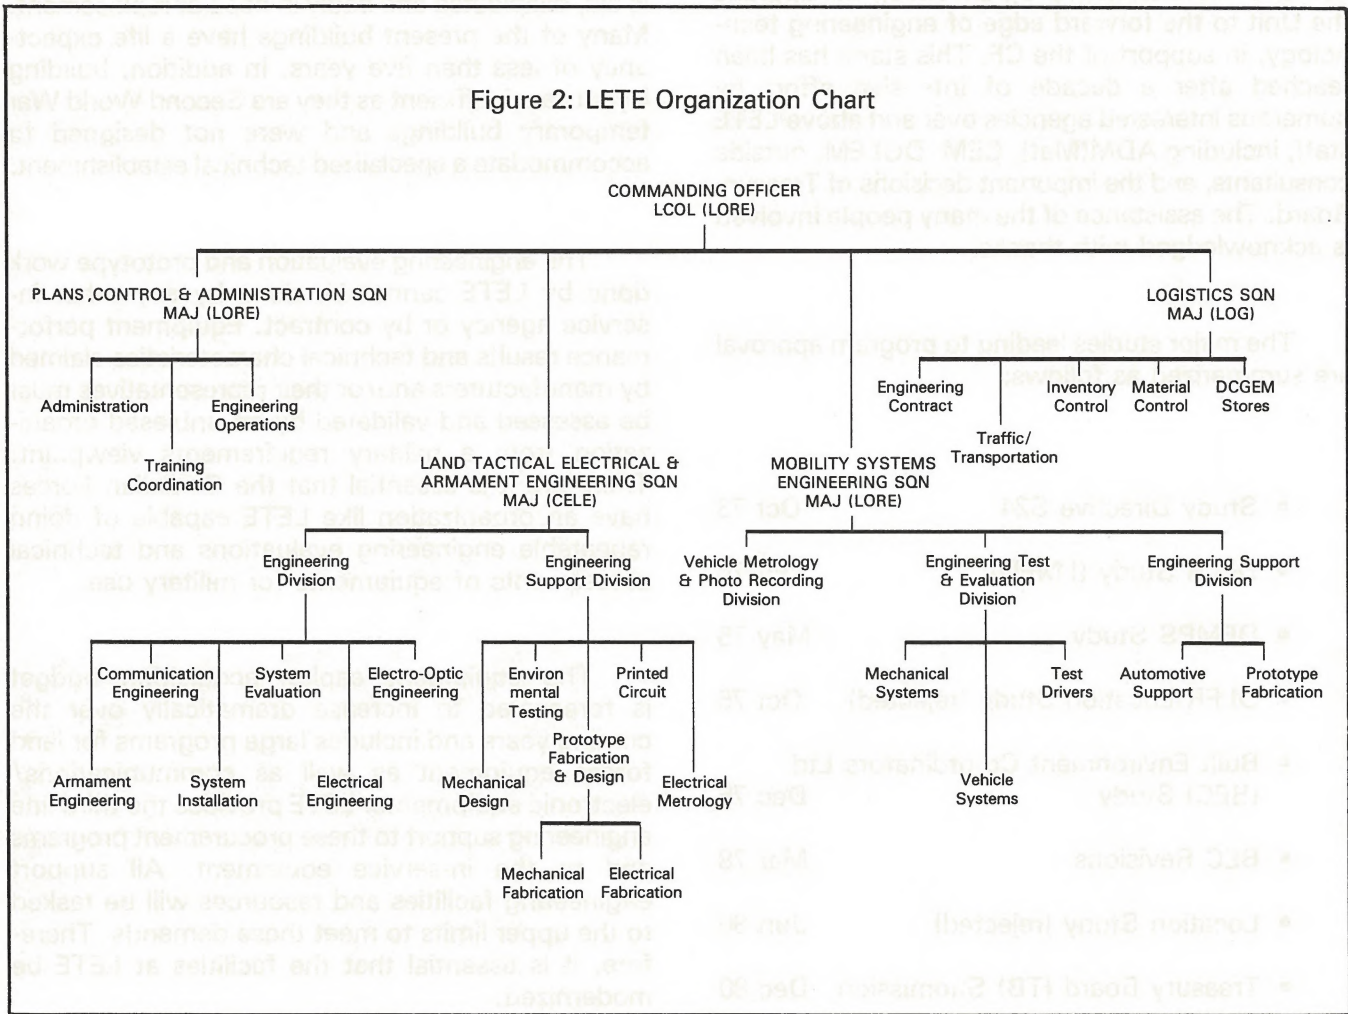 Figure 2: LETE Organization Chart
COMMANDING OFFICER
LCOL (LORE)
PLANS, CONTROL & ADMINISTRATION SQN
MAJ (LORE)
LOGISTICS SQN
MAJ (LOG)
Administration
Engineering
Operations
Training
Coordination
Engineering
Contract
Traffic/
Transportation
Inventory
Control
Material
Control
DCGEM
Stores
LAND TACTICAL ELECTRICAL &
ARMAMENT ENGINEERING SQN
MAJ (CELE)
MOBILITY SYSTEMS
ENGINEERING SQN
MAJ (LORE)
Engineering
Division
Engineering
Support Division
Vehicle Metrology
& Photo Recording
Division
Engineering Test
& Evaluation
Division
Engineering Support
Division
Communication
Engineering
System
Evaluation
Electro-Optic
Engineering
Environ-
mental
Testing
Printed
Circuit
Mechanical
Systems
Test
Drivers
Automotive
Support
Prototype
Fabrication
Armament
Engineering
System
Installation
Electrical
Engineering
Mechanical
Design
Prototype
Fabrication
& Design
Electrical
Metrology
Vehicle
Systems
Mechanical
Fabrication
Electrical
Fabrication